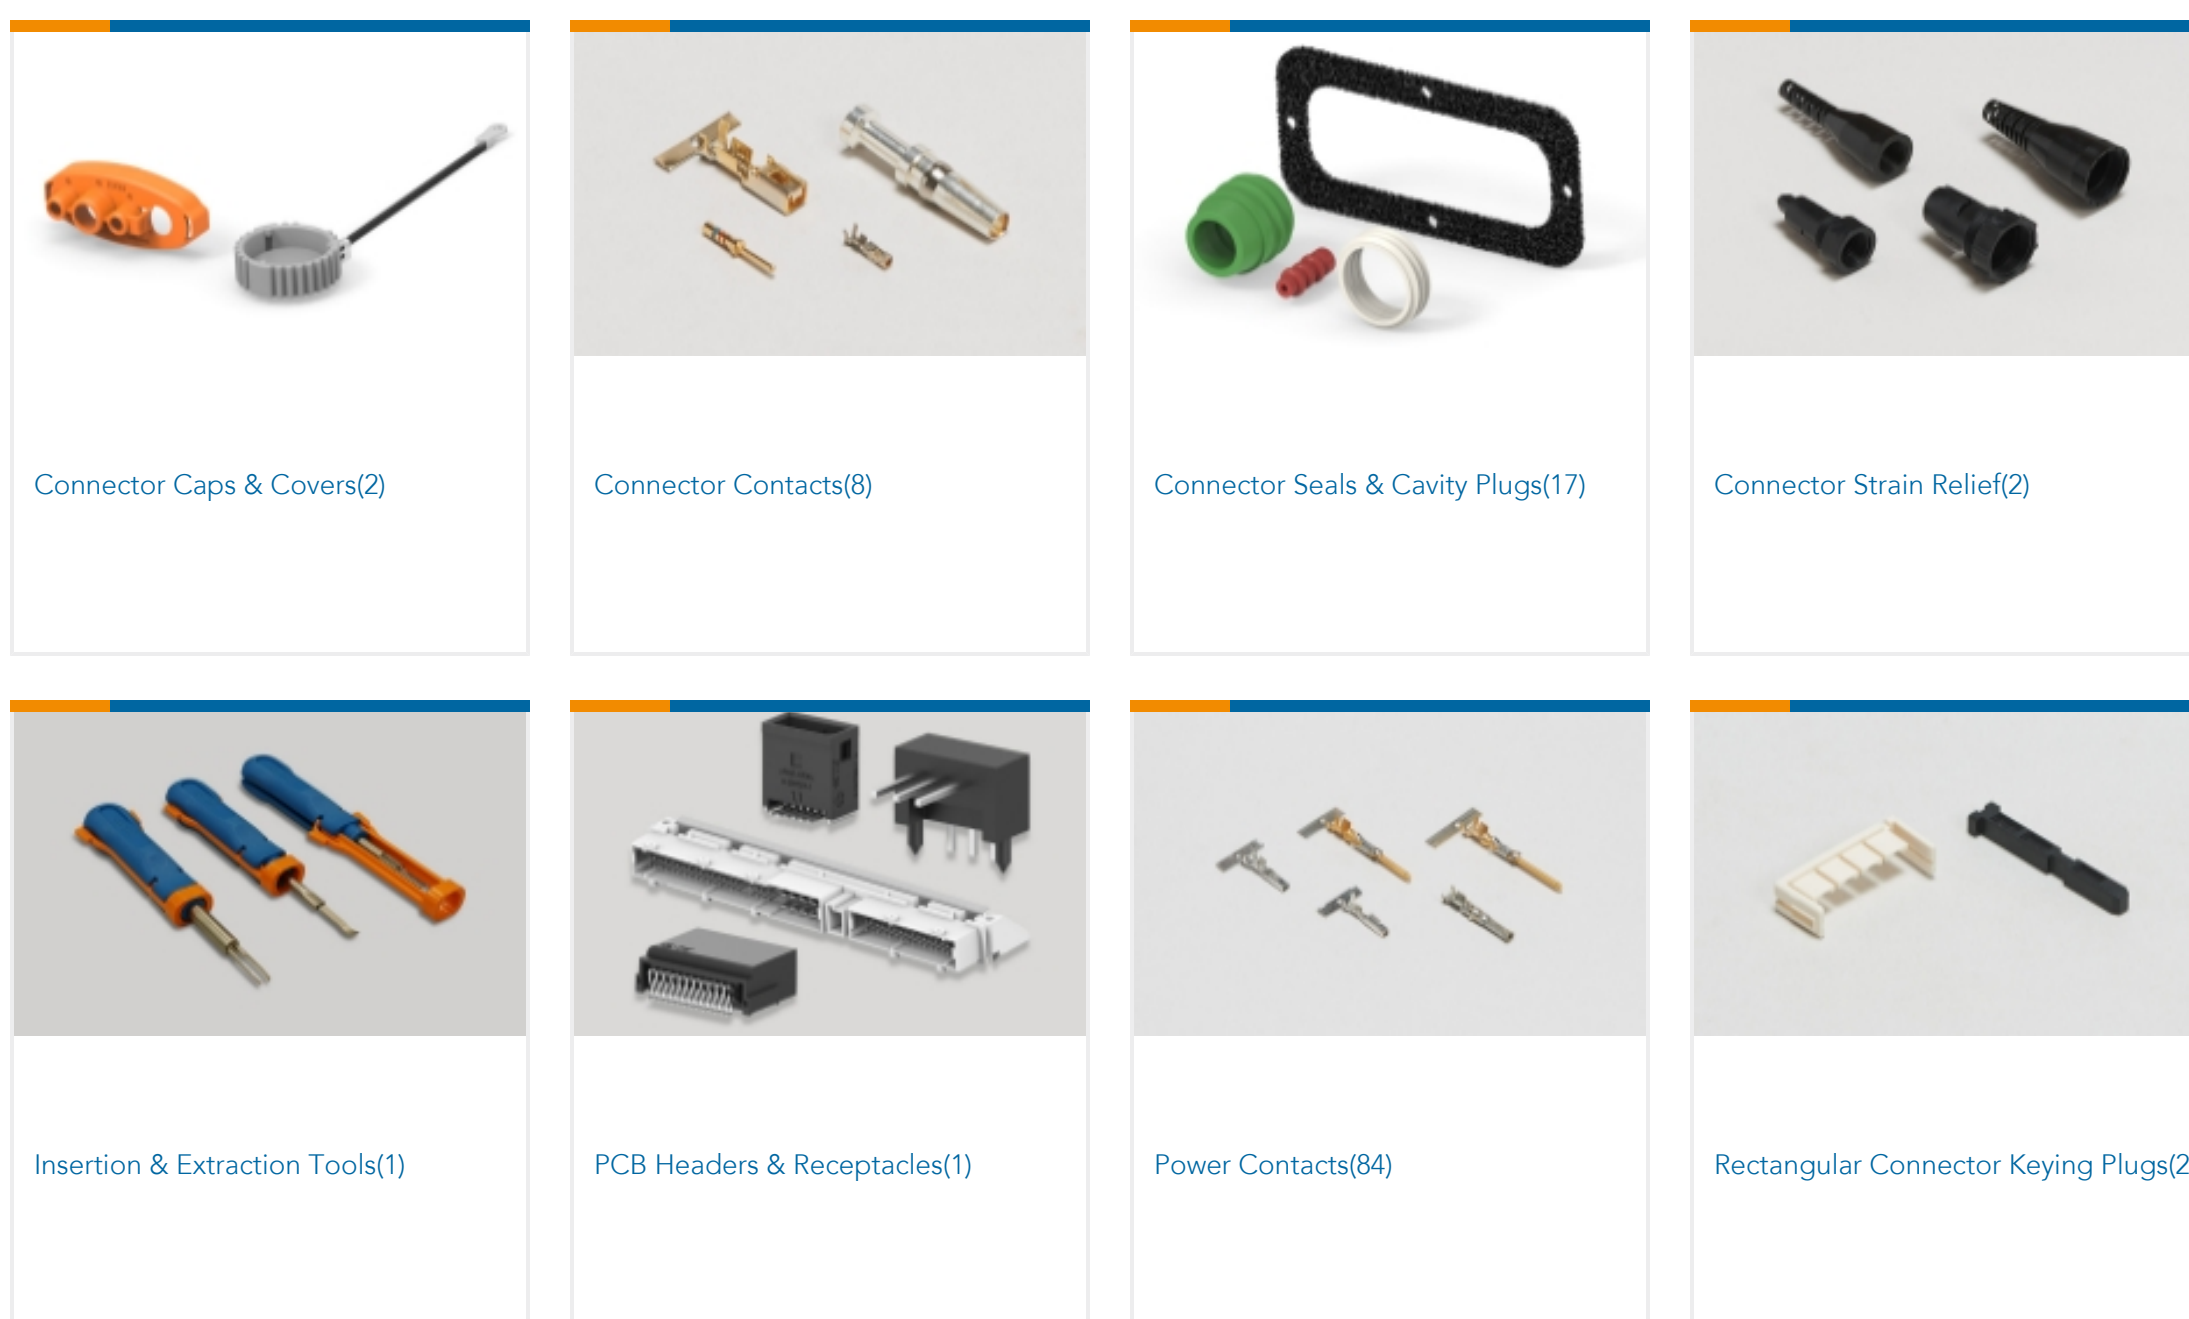 Connector Caps & Covers(2)
Connector Contacts(8)
Connector Seals & Cavity Plugs(17)
Connector Strain Relief(2)
Insertion & Extraction Tools(1)
PCB Headers & Receptacles(1)
Power Contacts(84)
Rectangular Connector Keying Plugs(2